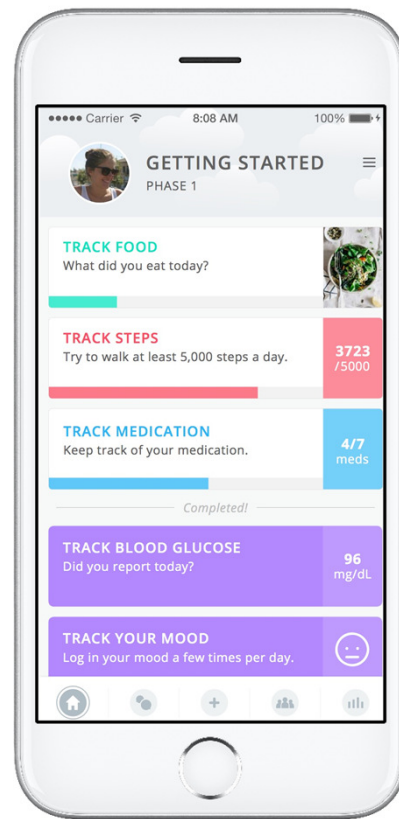 Carrier 8:08 AM 100%
GETTING STARTED
PHASE 1
TRACK FOOD
What did you eat today?
TRACK STEPS
Try to walk at least 5,000 steps a day.
3723
/5000
TRACK MEDICATION
Keep track of your medication.
4/7
meds
Completed!
TRACK BLOOD GLUCOSE
Did you report today?
96
mg/dL
TRACK YOUR MOOD
Log in your mood a few times per day.